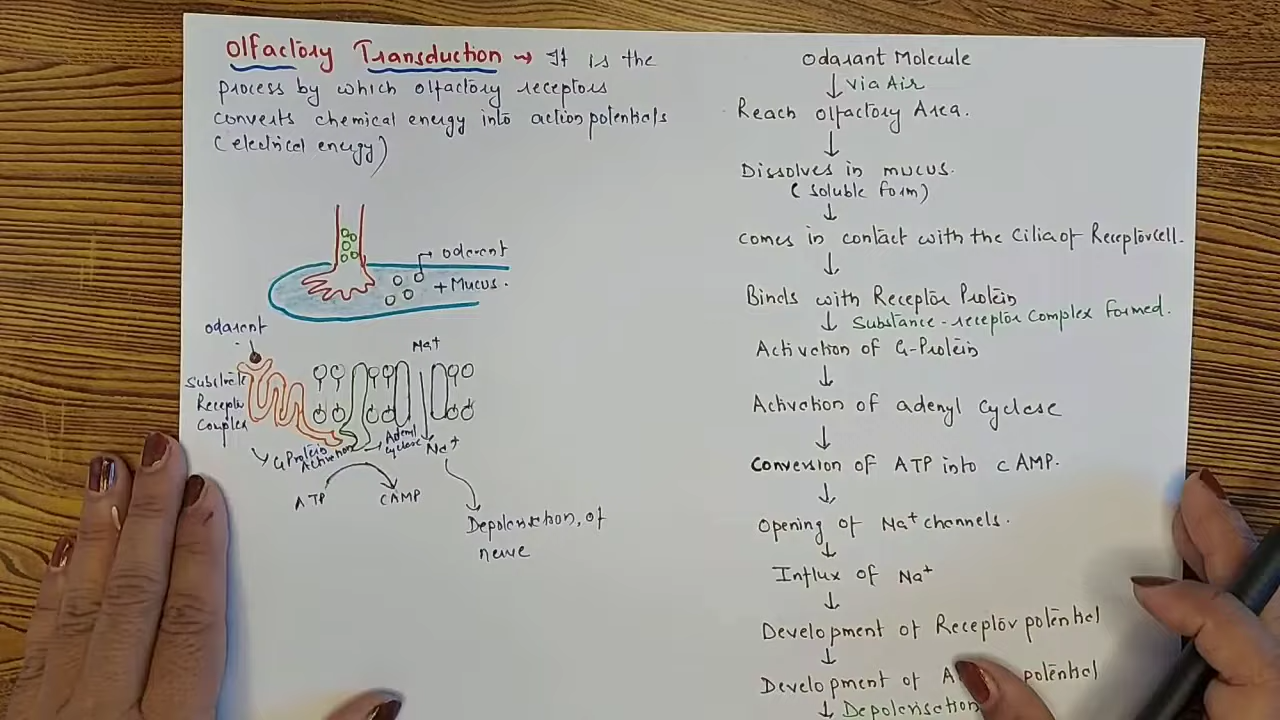 Olfactory Transduction → It is the
process by which olfactory receptors
converts chemical energy into action potentials
(electrical energy)
oderent
+ Mucus.
odarent
Na+
Substrate
Receptor
Complex
G Protein
Activation
→ Adenyl
cyclase
Na+
ATP
CAMP
Depolarisation, of
nerve
Odarant Molecule
↓ via Air
Reach olfactory Area.
↓
Dissolves in mucus.
(soluble form)
↓
comes in contact with the Cilia of Receptor cell.
↓
Binds with Receptor Protein
↓ Substance-receptor Complex formed.
Activation of G-Protein
↓
Activation of adenyl cyclase
↓
Conversion of ATP into cAMP.
↓
Opening of Na+ channels.
↓
Influx of Na+
↓
Development of Receptor potential
↓
Development of A potential
↓ Depolarisation